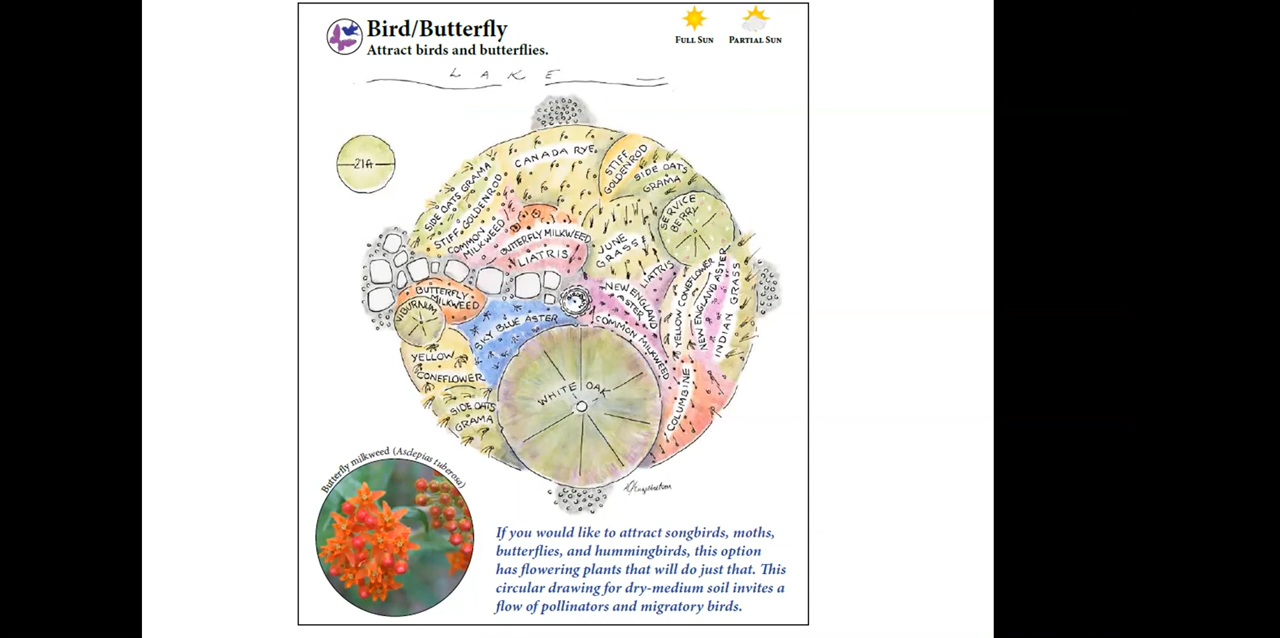 Bird/Butterfly
Attract birds and butterflies.
FULL SUN
PARTIAL SUN
LAKE
21ft
CANADA RYE
STIFF
GOLDENROD
SIDE OATS
GRAMA
SIDE OATS GRAMA
STIFF GOLDENROD
COMMON
MILKWEED
BUTTERFLY MILKWEED
LIATRIS
JUNE
GRASS
SERVICE
BERRY
LIATRIS
BUTTERFLY
MILKWEED
VIBURNUM
SKY BLUE ASTER
NEW ENGLAND
ASTER
COMMON MILKWEED
YELLOW CONEFLOWER
NEW ENGLAND ASTER
INDIAN GRASS
YELLOW
CONEFLOWER
SIDE OATS
GRAMA
WHITE OAK
COLUMBINE
Butterfly milkweed (Asclepias tuberosa)
If you would like to attract songbirds, moths,
butterflies, and hummingbirds, this option
has flowering plants that will do just that. This
circular drawing for dry-medium soil invites a
flow of pollinators and migratory birds.